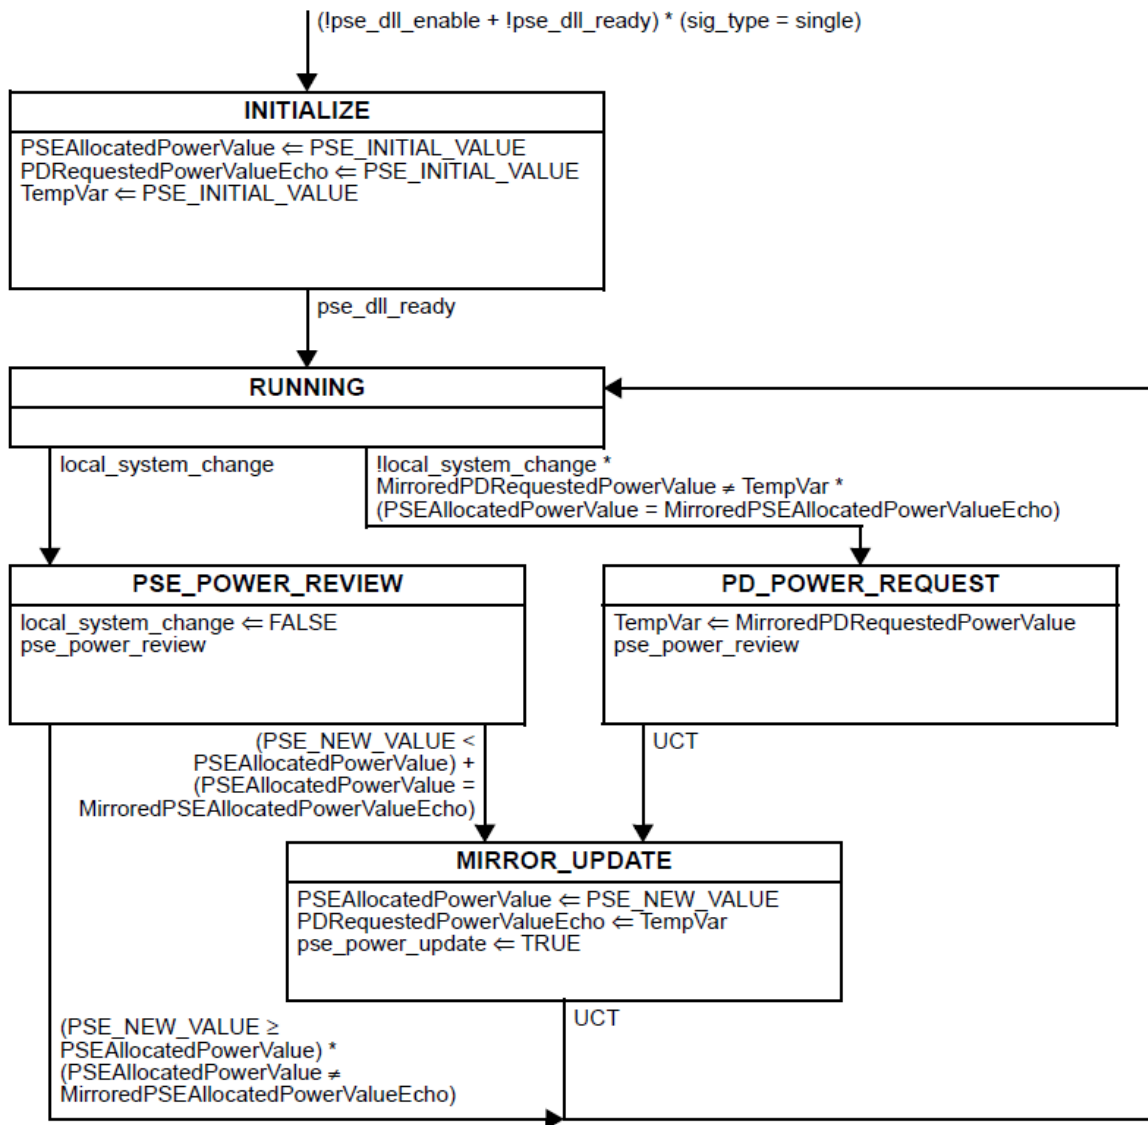 (!pse_dll_enable + !pse_dll_ready) * (sig_type = single)
INITIALIZE
PSEAllocatedPowerValue ⇐ PSE_INITIAL_VALUE
PDRequestedPowerValueEcho ⇐ PSE_INITIAL_VALUE
TempVar ⇐ PSE_INITIAL_VALUE
pse_dll_ready
RUNNING
local_system_change
!local_system_change *
MirroredPDRequestedPowerValue ≠ TempVar *
(PSEAllocatedPowerValue = MirroredPSEAllocatedPowerValueEcho)
PSE_POWER_REVIEW
local_system_change ⇐ FALSE
pse_power_review
PD_POWER_REQUEST
TempVar ⇐ MirroredPDRequestedPowerValue
pse_power_review
(PSE_NEW_VALUE <
PSEAllocatedPowerValue) +
(PSEAllocatedPowerValue =
MirroredPSEAllocatedPowerValueEcho)
UCT
MIRROR_UPDATE
PSEAllocatedPowerValue ⇐ PSE_NEW_VALUE
PDRequestedPowerValueEcho ⇐ TempVar
pse_power_update ⇐ TRUE
UCT
(PSE_NEW_VALUE ≥
PSEAllocatedPowerValue) *
(PSEAllocatedPowerValue ≠
MirroredPSEAllocatedPowerValueEcho)